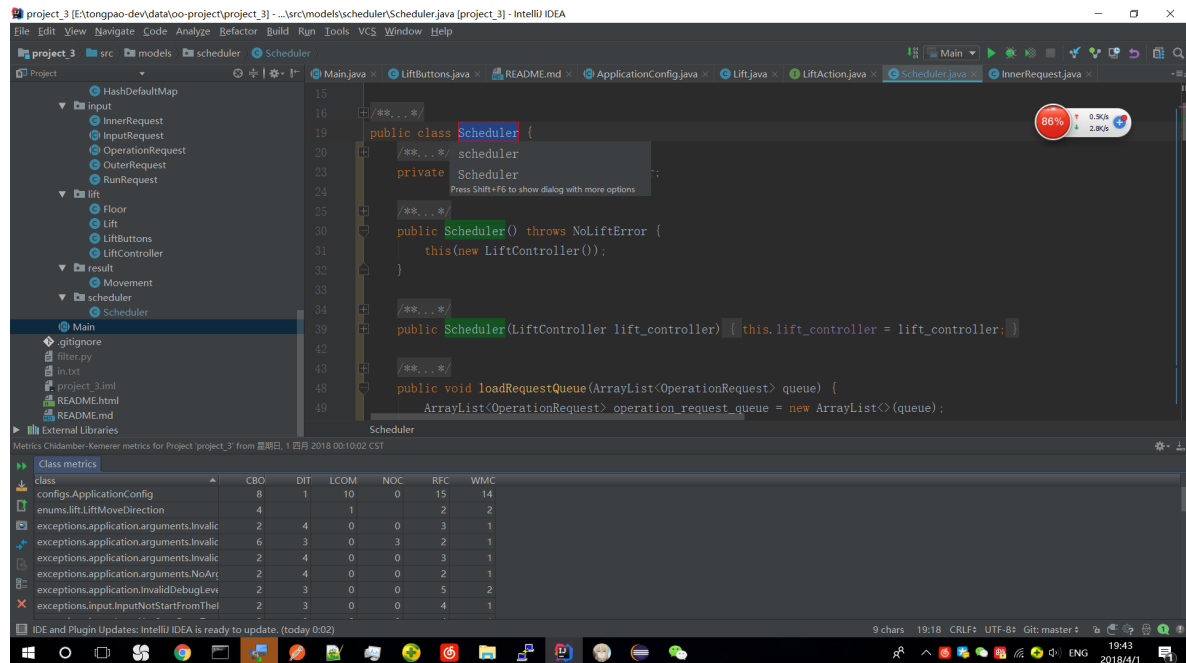 project_3 [E:\tongpao-dev\data\oo-project\project_3] - ...\src\models\scheduler\Scheduler.java [project_3] - IntelliJ IDEA
File Edit View Navigate Code Analyze Refactor Build Run Tools VCS Window Help
project_3 src models scheduler Scheduler Main
Project Main.java LiftButtons.java README.md ApplicationConfig.java Lift.java LiftAction.java Scheduler.java InnerRequest.java
HashDefaultMap
input
InnerRequest
InputRequest
OperationRequest
OuterRequest
RunRequest
lift
Floor
Lift
LiftButtons
LiftController
result
Movement
scheduler
Scheduler
Main
.gitignore
filter.py
in.txt
project_3.iml
README.html
README.md
External Libraries
15
16 /**...*/
19 public class Scheduler {
20 /**...*/
scheduler
23 private r;
Scheduler
Press Shift+F6 to show dialog with more options
24
25 /**...*/
30 public Scheduler() throws NoLiftError {
31 this(new LiftController());
32 }
33
34 /**...*/
39 public Scheduler(LiftController lift_controller) { this.lift_controller = lift_controller; }
42
43 /**...*/
48 public void loadRequestQueue(ArrayList<OperationRequest> queue) {
49 ArrayList<OperationRequest> operation_request_queue = new ArrayList<>(queue);
Scheduler
86% 0.5K/s
2.8K/s
Metrics Chidamber-Kemerer metrics for Project 'project_3' from 星期日, 1 四月 2018 00:10:02 CST
Class metrics
class CBO DIT LCOM NOC RFC WMC
configs.ApplicationConfig 8 1 10 0 15 14
enums.lift.LiftMoveDirection 4 1 2 2
exceptions.application.arguments.Invalic 2 4 0 0 3 1
exceptions.application.arguments.Invalic 6 3 0 3 2 1
exceptions.application.arguments.Invalic 2 4 0 0 3 1
exceptions.application.arguments.NoArg 2 4 0 0 2 1
exceptions.application.InvalidDebugLeve 2 3 0 0 5 2
exceptions.input.InputNotStartFromThe 2 3 0 0 4 1
IDE and Plugin Updates: IntelliJ IDEA is ready to update. (today 0:02) 9 chars 19:18 CRLF UTF-8 Git: master
ENG 19:43
2018/4/1